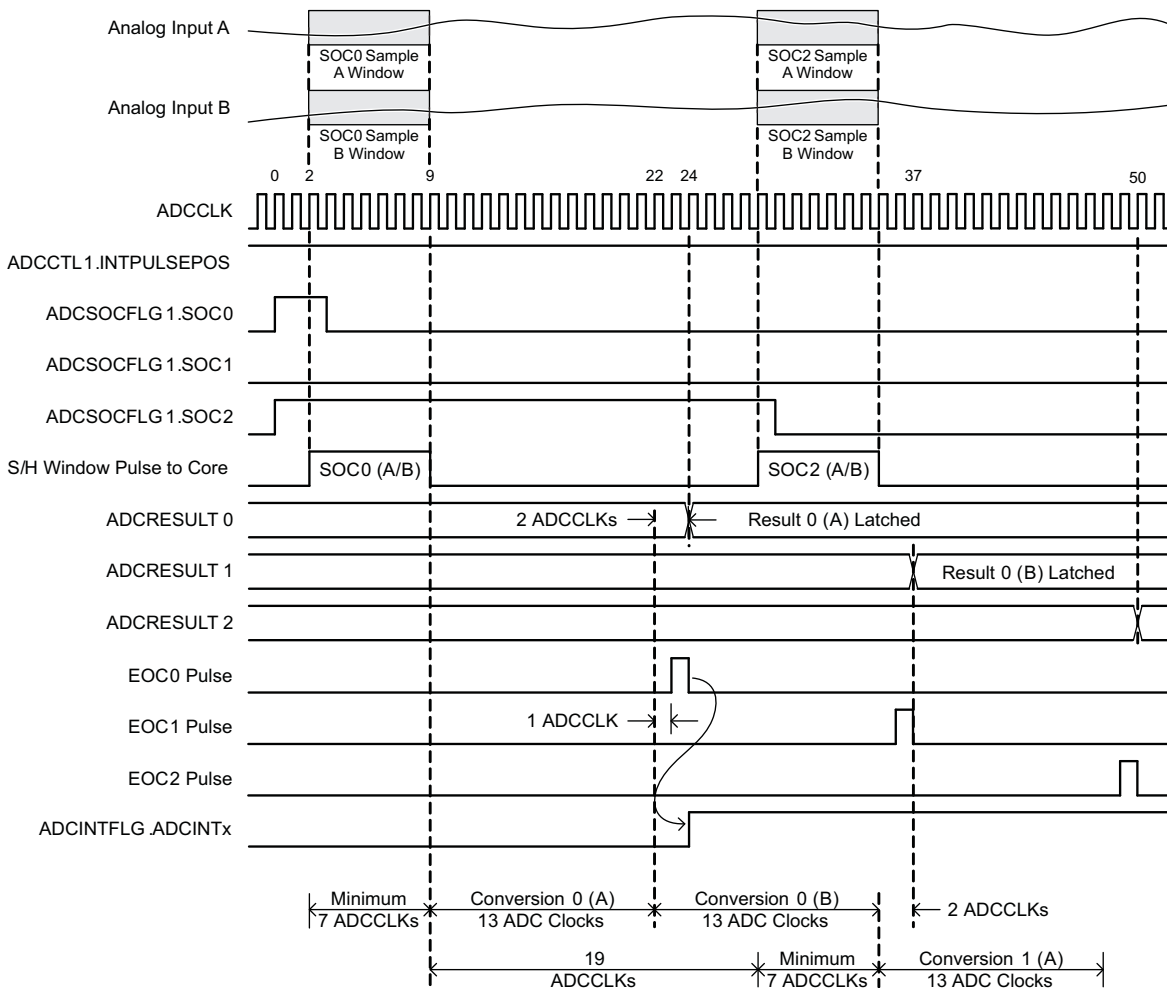 Analog Input A
SOC0 Sample
A Window
SOC2 Sample
A Window
Analog Input B
SOC0 Sample
B Window
SOC2 Sample
B Window
0 2 9 22 24 37 50
ADCCLK
ADCCTL1.INTPULSEPOS
ADCSOCFLG1.SOC0
ADCSOCFLG1.SOC1
ADCSOCFLG1.SOC2
S/H Window Pulse to Core
SOC0 (A/B)
SOC2 (A/B)
ADCRESULT 0
2 ADCCLKs
Result 0 (A) Latched
ADCRESULT 1
Result 0 (B) Latched
ADCRESULT 2
EOC0 Pulse
EOC1 Pulse
1 ADCCLK
EOC2 Pulse
ADCINTFLG.ADCINTx
Minimum
7 ADCCLKs
Conversion 0 (A)
13 ADC Clocks
Conversion 0 (B)
13 ADC Clocks
2 ADCCLKs
19
ADCCLKs
Minimum
7 ADCCLKs
Conversion 1 (A)
13 ADC Clocks